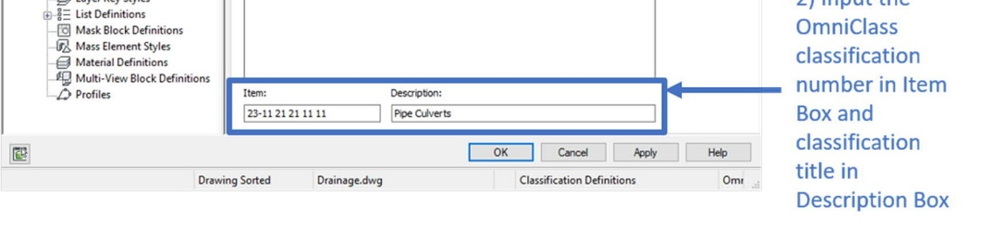 Layer Key Styles
List Definitions
Mask Block Definitions
Mass Element Styles
Material Definitions
Multi-View Block Definitions
Profiles
Item:
Description:
23-11 21 21 11 11
Pipe Culverts
OK
Cancel
Apply
Help
Drawing Sorted
Drainage.dwg
Classification Definitions
2) Input the
OmniClass
classification
number in Item
Box and
classification
title in
Description Box